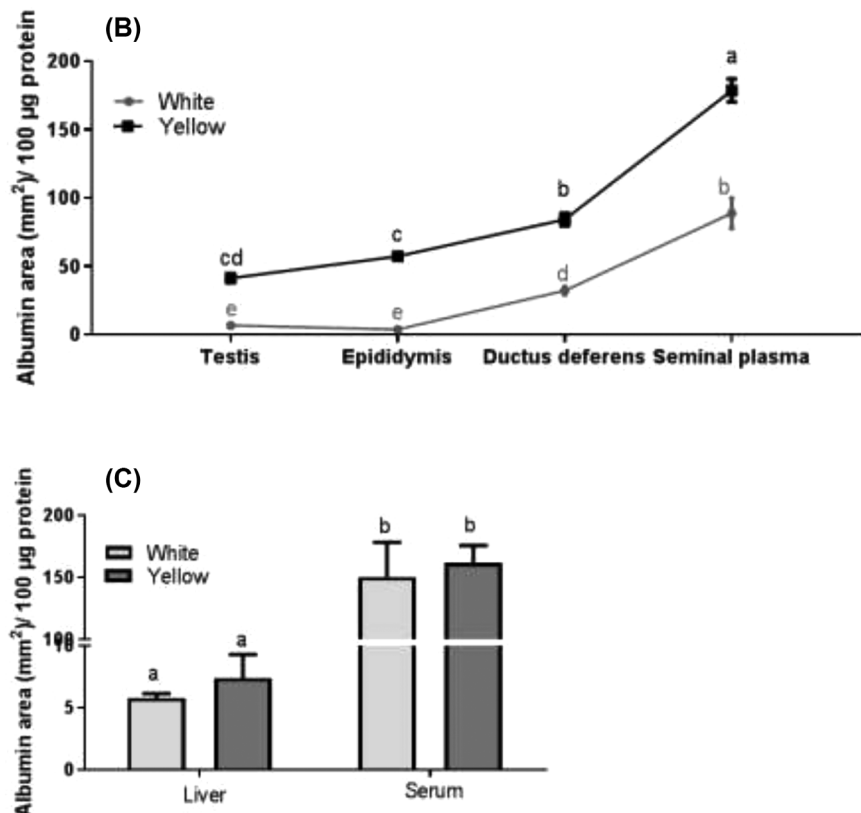 (B)
Albumin area (mm²)/ 100 µg protein
200
150
100
50
0
White
Yellow
a
b
b
c
cd
d
e
e
Testis Epididymis Ductus deferens Seminal plasma
(C)
Albumin area (mm²)/ 100 µg protein
200
150
100
10
5
0
White
Yellow
b b
a a
Liver Serum